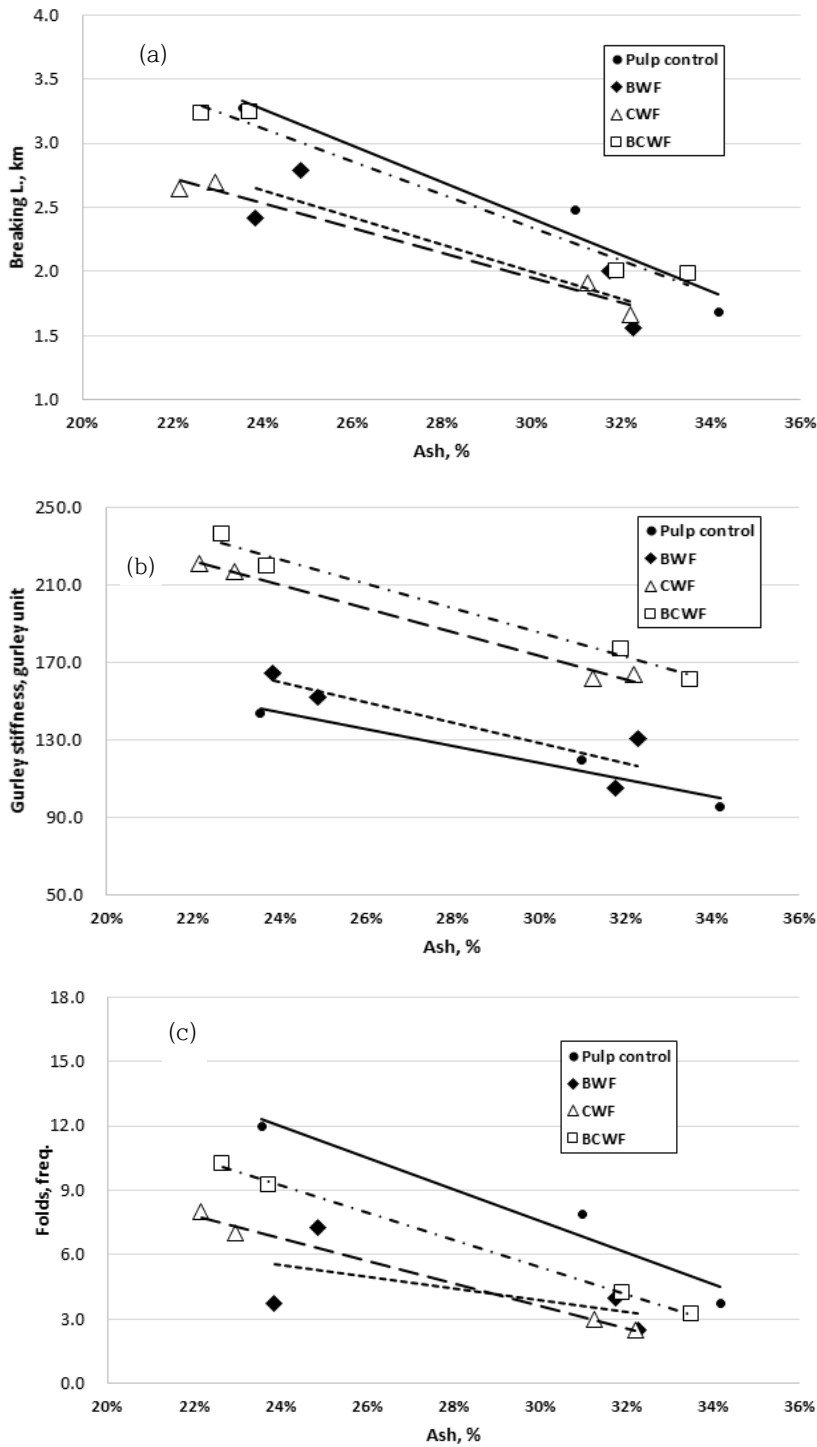 (a)
Breaking L., km
4.0
3.5
3.0
2.5
2.0
1.5
1.0
Pulp control
BWF
CWF
BCWF
20% 22% 24% 26% 28% 30% 32% 34% 36%
Ash, %
(b)
Gurley stiffness, gurley unit
250.0
210.0
170.0
130.0
90.0
50.0
Pulp control
BWF
CWF
BCWF
20% 22% 24% 26% 28% 30% 32% 34% 36%
Ash, %
(c)
Folds, freq.
18.0
15.0
12.0
9.0
6.0
3.0
0.0
Pulp control
BWF
CWF
BCWF
20% 22% 24% 26% 28% 30% 32% 34% 36%
Ash, %